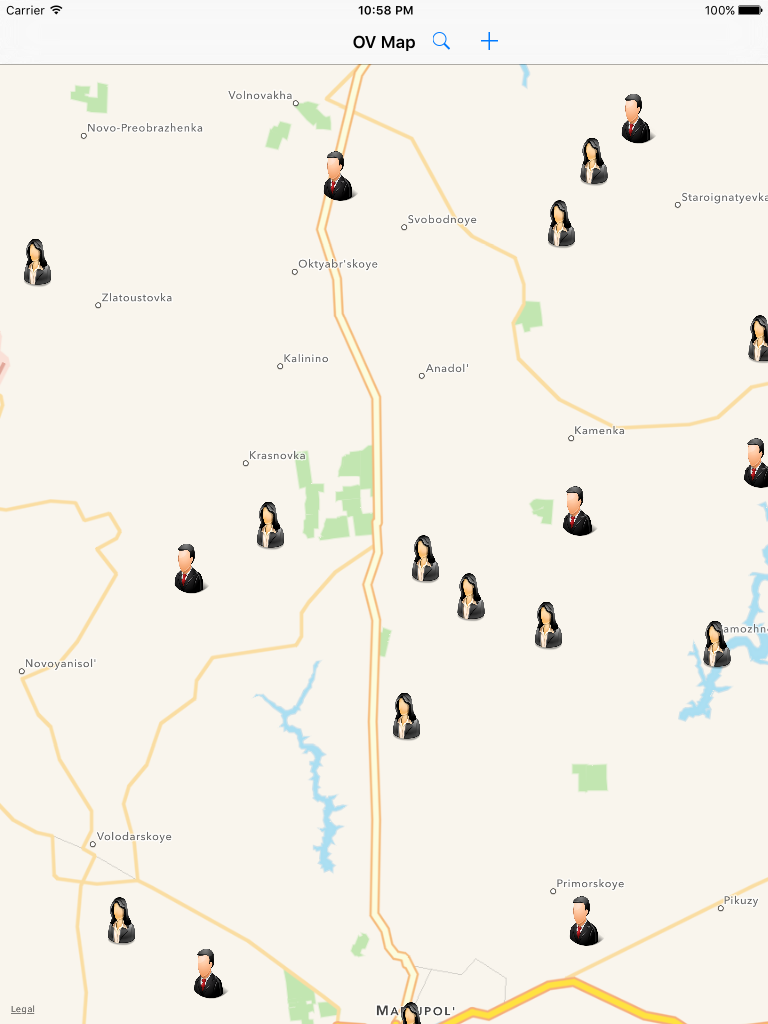 Carrier 10:58 PM 100%
OV Map
Volnovakha
Novo-Preobrazhenka
Staroignatyevka
Svobodnoye
Oktyabr'skoye
Zlatoustovka
Kalinino
Anadol'
Kamenka
Krasnovka
Novoyanisol'
Volodarskoye
Primorskoye
Pikuzy
Legal